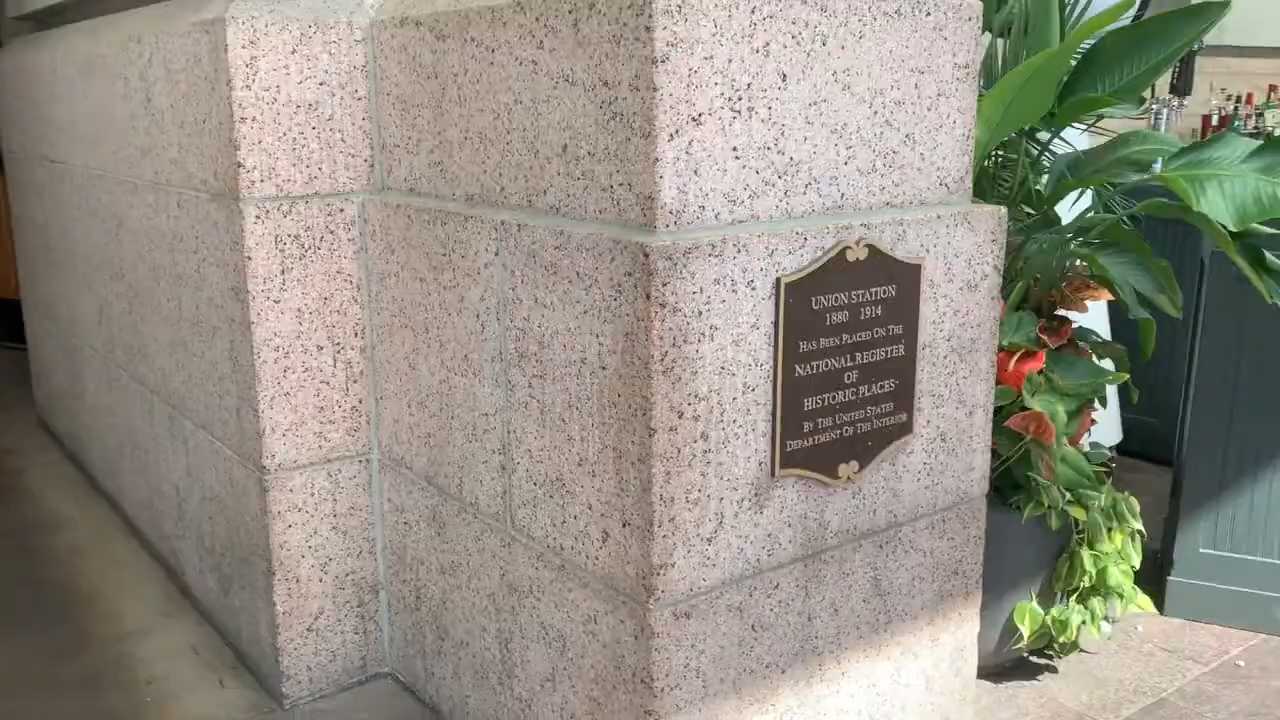 UNION STATION
1880 1914
HAS BEEN PLACED ON THE
NATIONAL REGISTER
OF
HISTORIC PLACES
BY THE UNITED STATES
DEPARTMENT OF THE INTERIOR